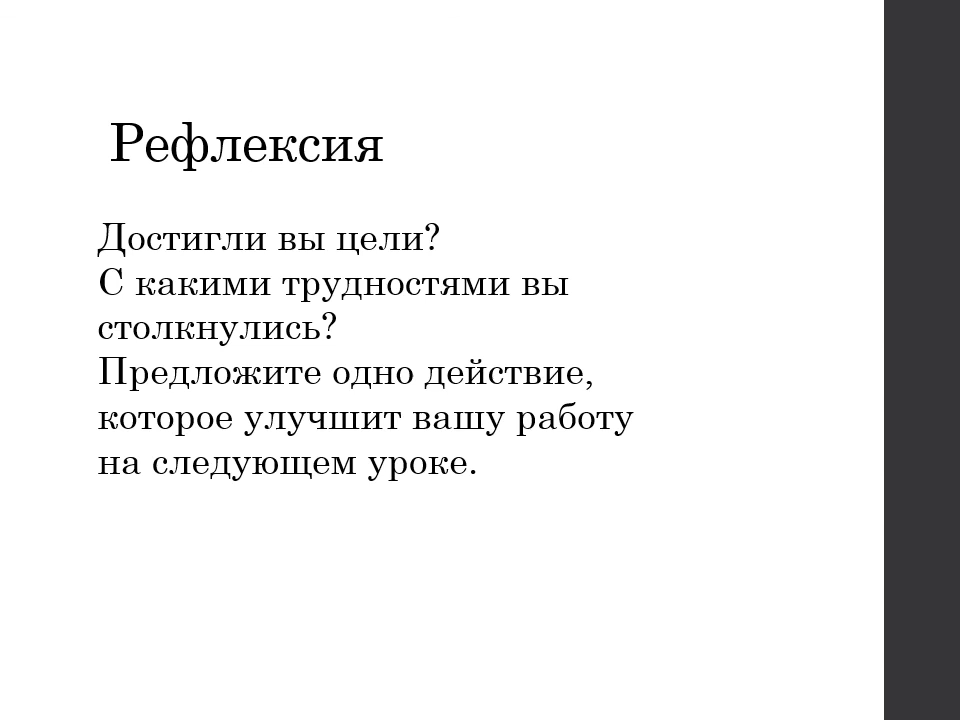 Рефлексия
Достигли вы цели?
С какими трудностями вы
столкнулись?
Предложите одно действие,
которое улучшит вашу работу
на следующем уроке.